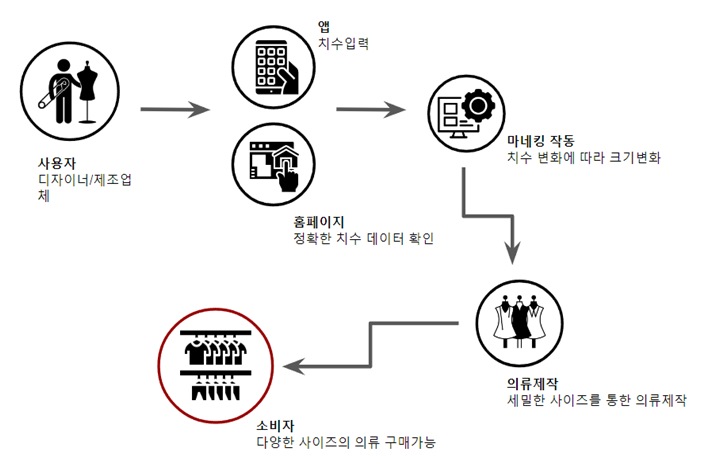 앱
치수입력
사용자
디자이너/제조업
체
홈페이지
정확한 치수 데이터 확인
마네킹 작동
치수 변화에 따라 크기변화
의류제작
세밀한 사이즈를 통한 의류제작
소비자
다양한 사이즈의 의류 구매가능